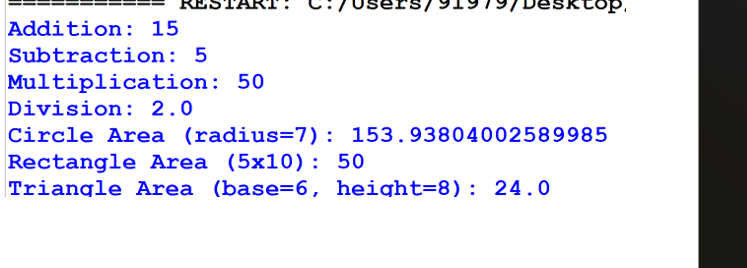 =========== RESTART: C:/Users/91979/Desktop
Addition: 15
Subtraction: 5
Multiplication: 50
Division: 2.0
Circle Area (radius=7): 153.93804002589985
Rectangle Area (5x10): 50
Triangle Area (base=6, height=8): 24.0